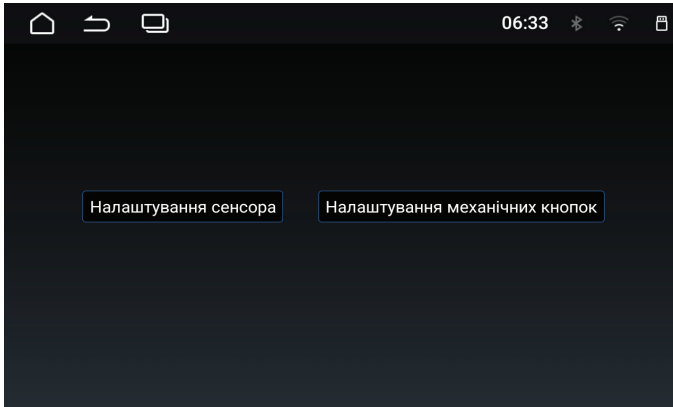 06:33
Налаштування сенсора
Налаштування механічних кнопок